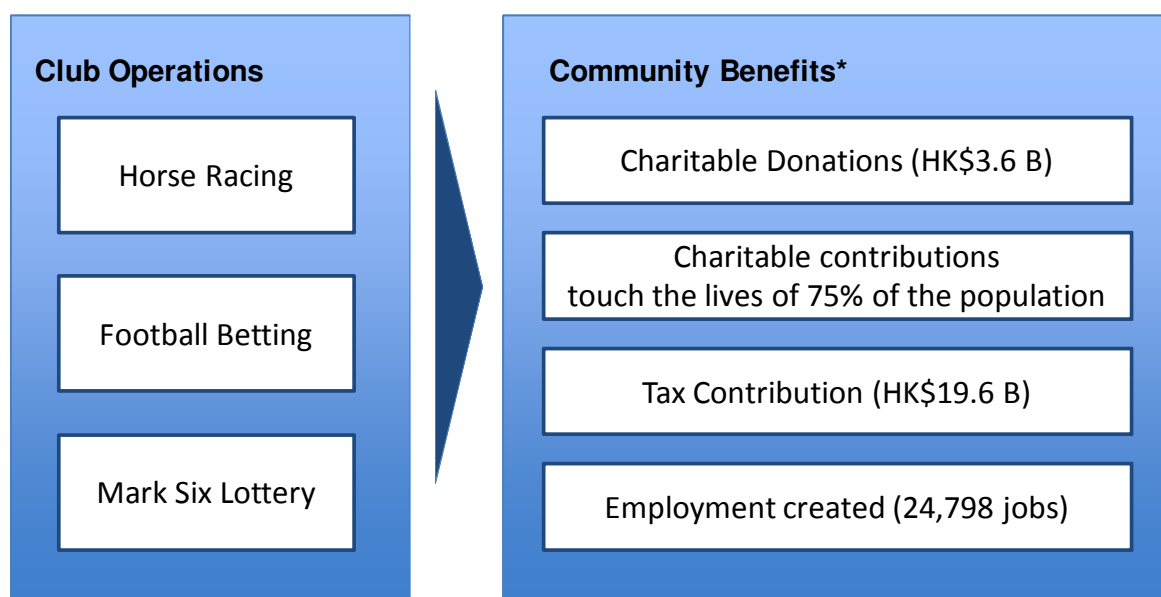 Club Operations
Horse Racing
Football Betting
Mark Six Lottery
Community Benefits*
Charitable Donations (HK$3.6 B)
Charitable contributions
touch the lives of 75% of the population
Tax Contribution (HK$19.6 B)
Employment created (24,798 jobs)